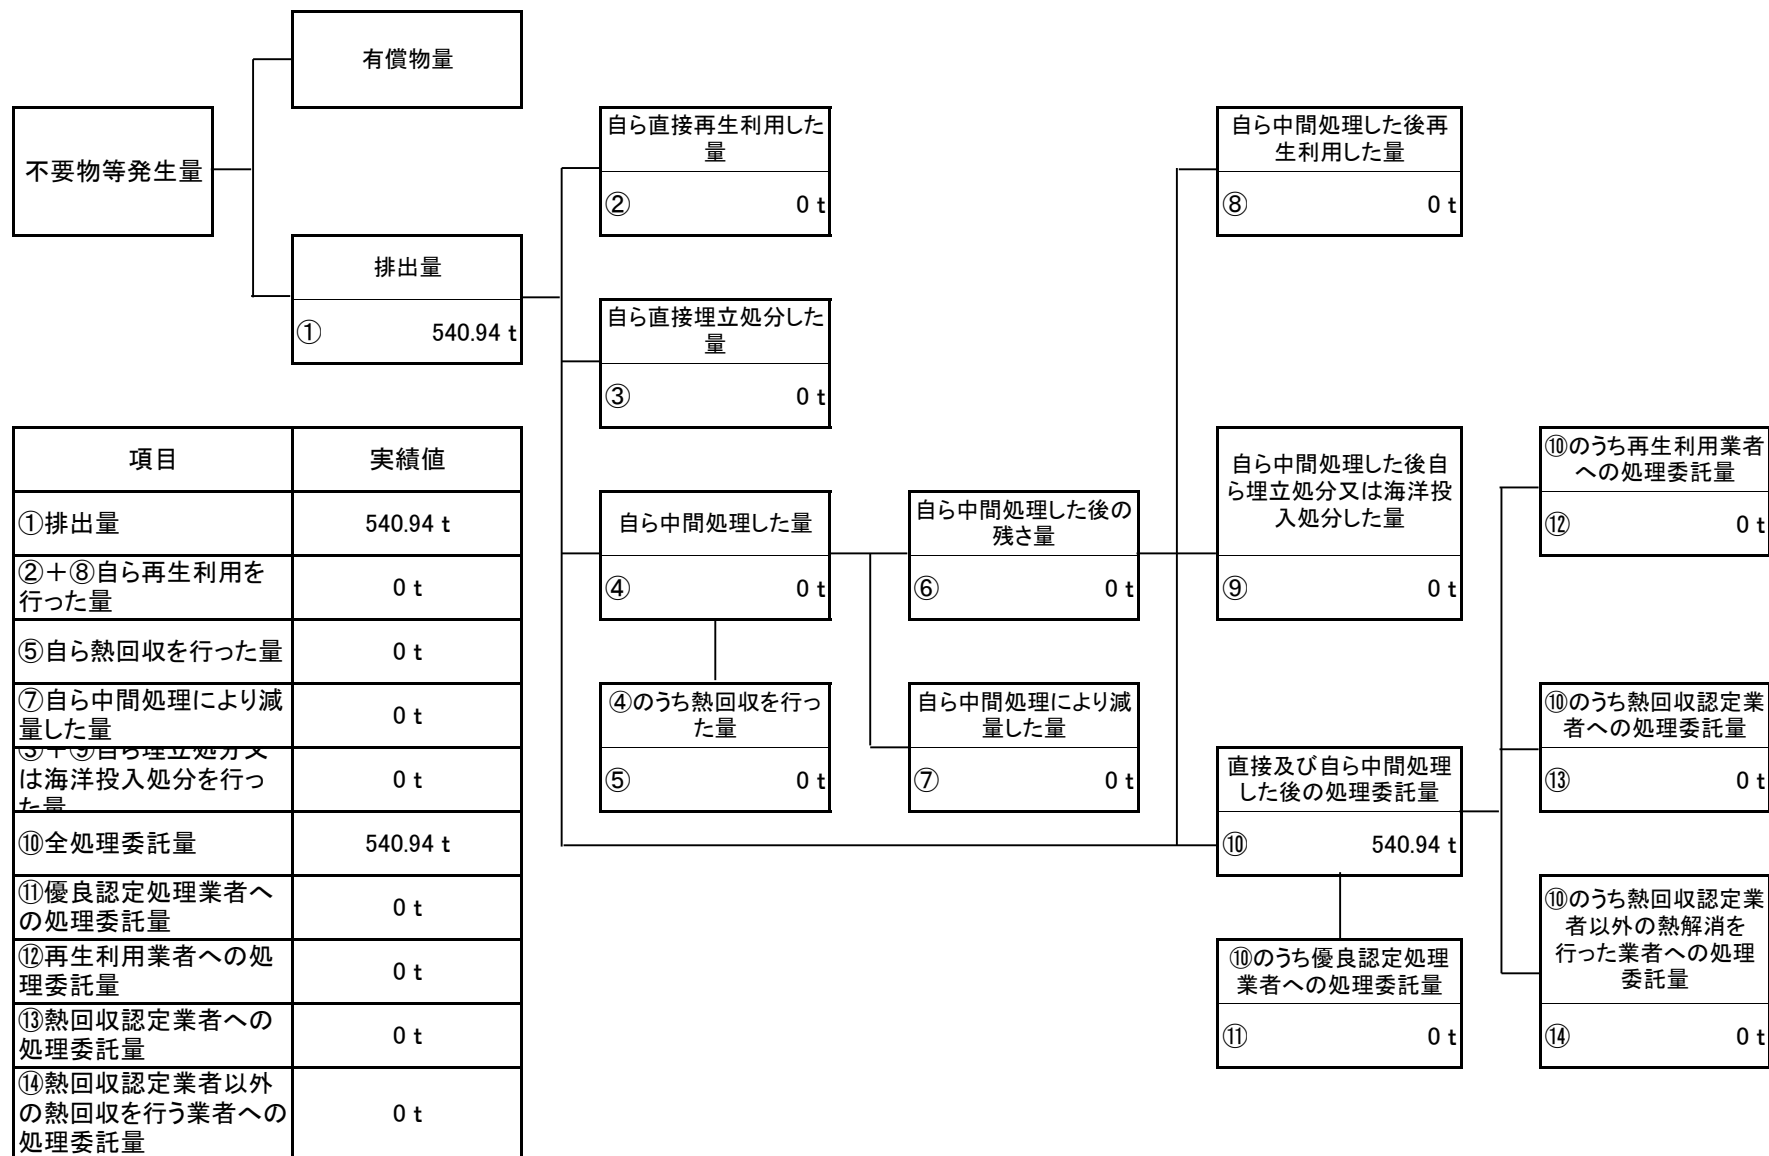 有償物量
不要物等発生量
排出量
① 540.94 t
自ら直接再生利用した
量
② 0 t
自ら直接埋立処分した
量
③ 0 t
自ら中間処理した量
④ 0 t
④のうち熱回収を行っ
た量
⑤ 0 t
自ら中間処理した後の
残さ量
⑥ 0 t
自ら中間処理により減
量した量
⑦ 0 t
自ら中間処理した後再
生利用した量
⑧ 0 t
自ら中間処理した後自
ら埋立処分又は海洋投
入処分した量
⑨ 0 t
直接及び自ら中間処理
した後の処理委託量
⑩ 540.94 t
⑩のうち優良認定処理
業者への処理委託量
⑪ 0 t
⑩のうち再生利用業者
への処理委託量
⑫ 0 t
⑩のうち熱回収認定業
者への処理委託量
⑬ 0 t
⑩のうち熱回収認定業
者以外の熱解消を
行った業者への処理
委託量
⑭ 0 t
項目 実績値
①排出量 540.94 t
②＋⑧自ら再生利用を
行った量 0 t
⑤自ら熱回収を行った量 0 t
⑦自ら中間処理により減
量した量 0 t
③＋⑨自ら埋立処分又
は海洋投入処分を行っ
た量 0 t
⑩全処理委託量 540.94 t
⑪優良認定処理業者へ
の処理委託量 0 t
⑫再生利用業者への処
理委託量 0 t
⑬熱回収認定業者への
処理委託量 0 t
⑭熱回収認定業者以外
の熱回収を行う業者への
処理委託量 0 t